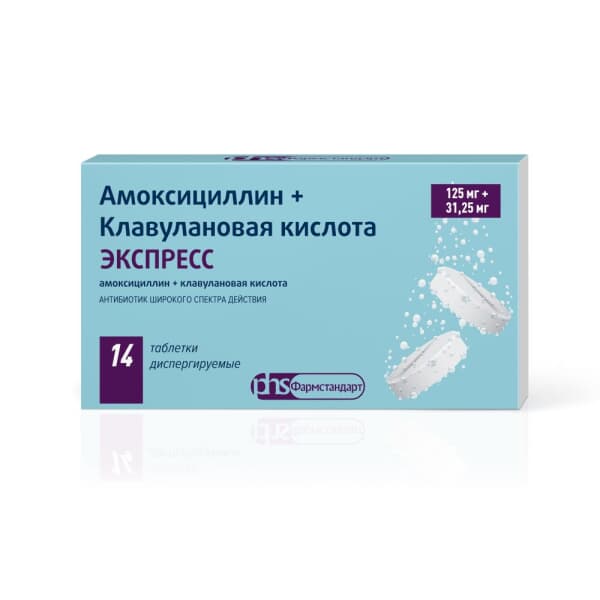 Амоксициллин +
Клавулановая кислота
ЭКСПРЕСС
амоксициллин + клавулановая кислота
АНТИБИОТИК ШИРОКОГО СПЕКТРА ДЕЙСТВИЯ
125 мг +
31,25 мг
14
таблетки
диспергируемые
phs Фармстандарт